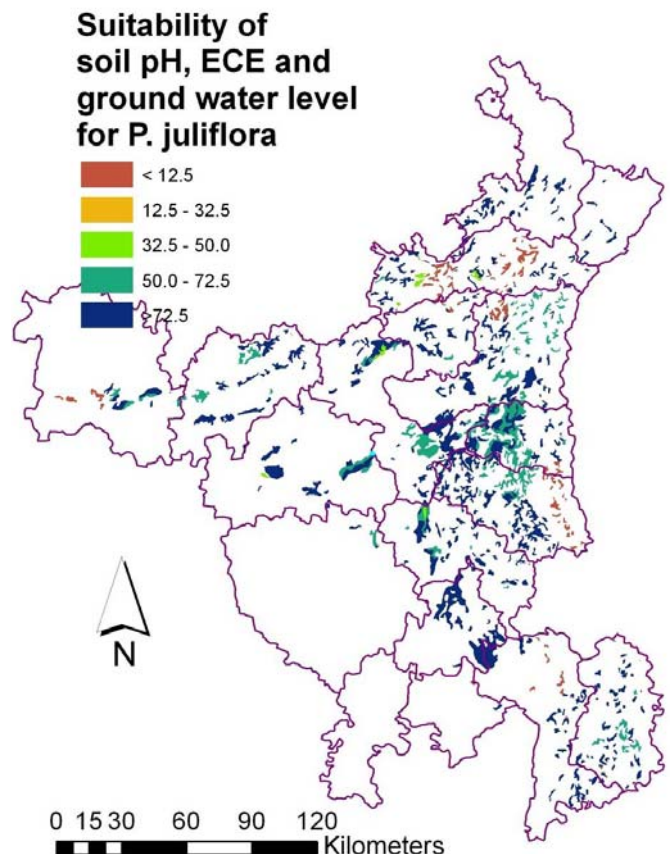 Suitability of
soil pH, ECE and
ground water level
for P. juliflora
< 12.5
12.5 - 32.5
32.5 - 50.0
50.0 - 72.5
>72.5
N
0 15 30 60 90 120
Kilometers